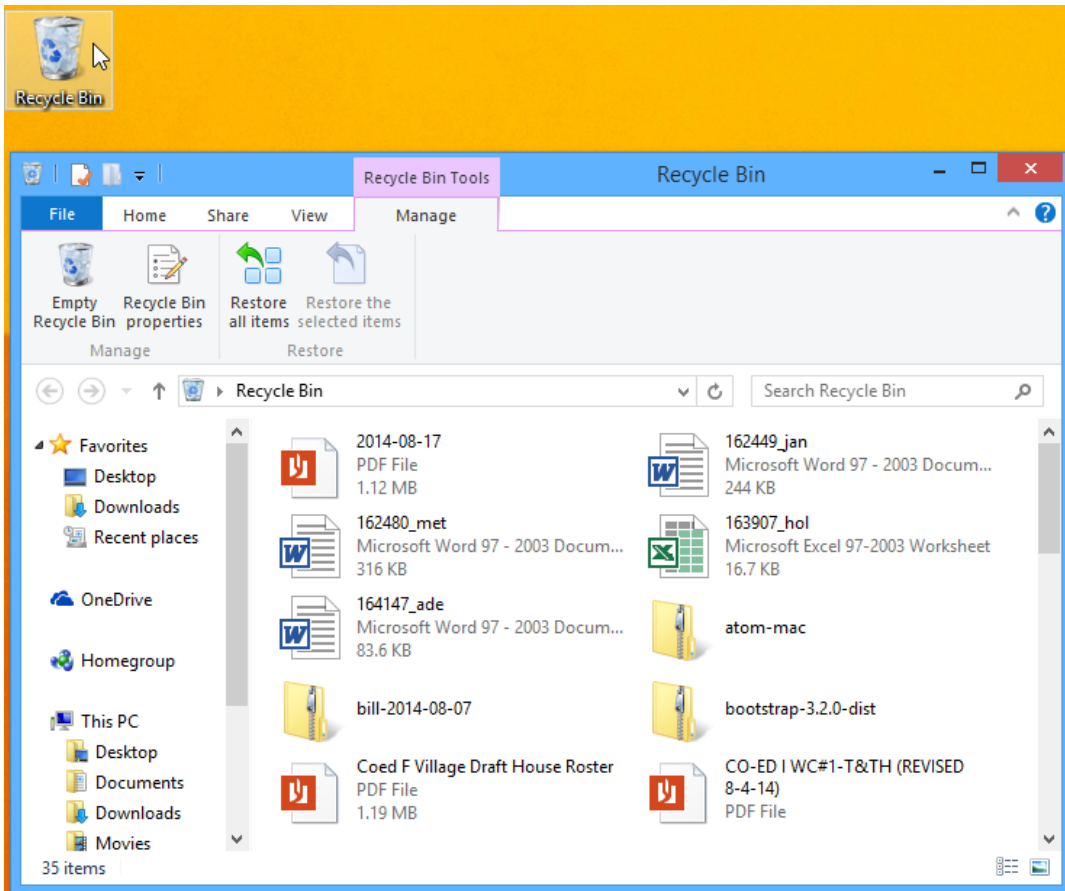 Recycle Bin
Recycle Bin Tools
Recycle Bin
File Home Share View Manage
Empty Recycle Bin
Recycle Bin properties
Restore all items
Restore the selected items
Manage
Restore
Recycle Bin
Search Recycle Bin
Favorites
Desktop
Downloads
Recent places
OneDrive
Homegroup
This PC
Desktop
Documents
Downloads
Movies
2014-08-17
PDF File
1.12 MB
162449_jan
Microsoft Word 97 - 2003 Docum...
244 KB
162480_met
Microsoft Word 97 - 2003 Docum...
316 KB
163907_hol
Microsoft Excel 97-2003 Worksheet
16.7 KB
164147_ade
Microsoft Word 97 - 2003 Docum...
83.6 KB
atom-mac
bill-2014-08-07
bootstrap-3.2.0-dist
Coed F Village Draft House Roster
PDF File
1.19 MB
CO-ED I WC#1-T&TH (REVISED
8-4-14)
PDF File
35 items